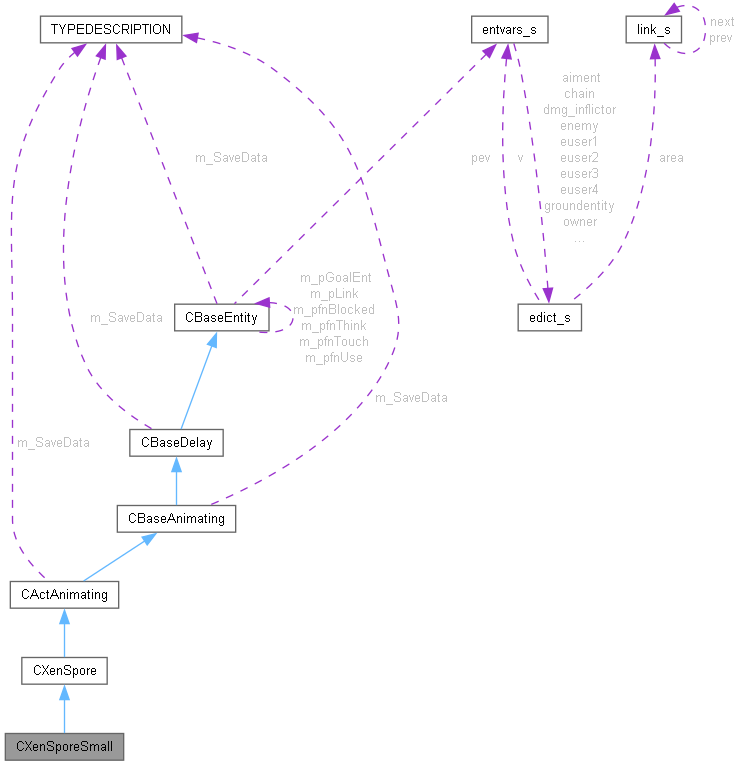 TYPEDESCRIPTION
entvars_s
link_s
next
prev
aiment
chain
dmg_inflictor
enemy
euser1
euser2
euser3
euser4
groundentity
owner
...
m_SaveData
pev
v
area
m_pGoalEnt
m_pLink
m_pfnBlocked
m_pfnThink
m_pfnTouch
m_pfnUse
CBaseEntity
edict_s
m_SaveData
m_SaveData
CBaseDelay
m_SaveData
CBaseAnimating
CActAnimating
CXenSpore
CXenSporeSmall